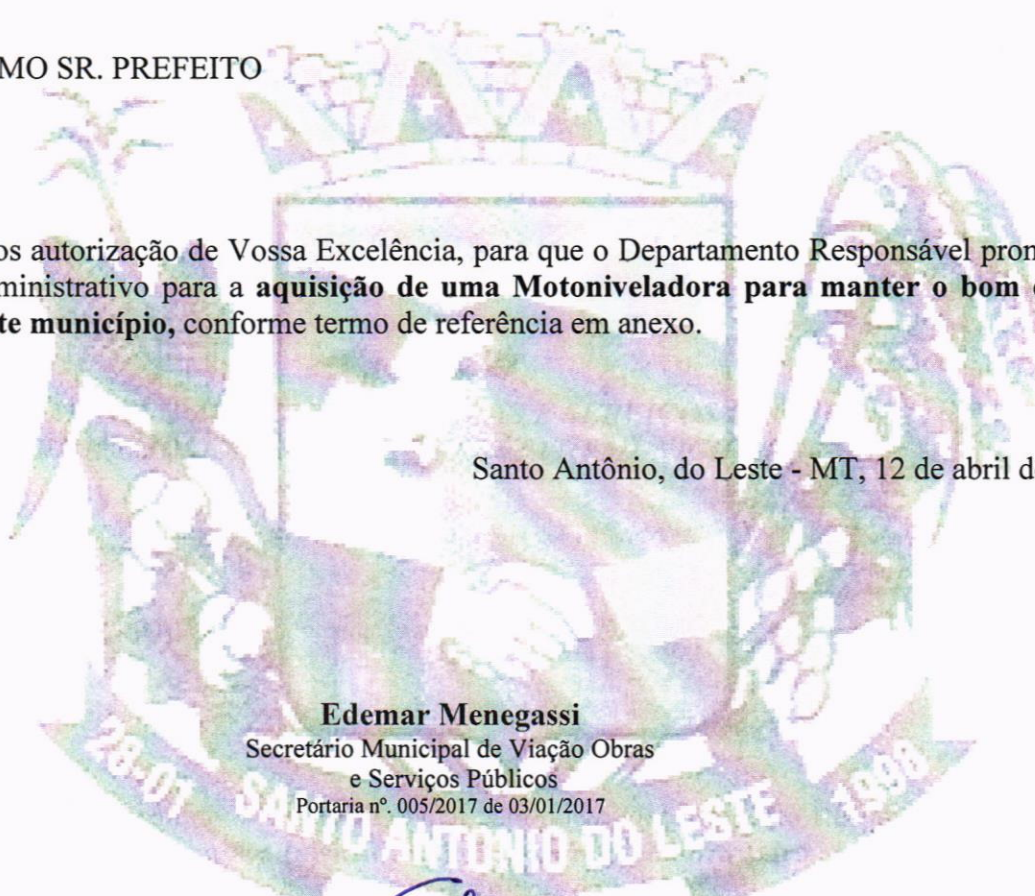 MO SR. PREFEITO
os autorização de Vossa Excelência, para que o Departamento Responsável pron
ministrativo para a aquisição de uma Motoniveladora para manter o bom
te município, conforme termo de referência em anexo.
Santo Antônio, do Leste - MT, 12 de abril d
Edemar Menegassi
Secretário Municipal de Viação Obras
e Serviços Públicos
Portaria nº. 005/2017 de 03/01/2017
28-01 SANTO ANTONIO DO LESTE 1998